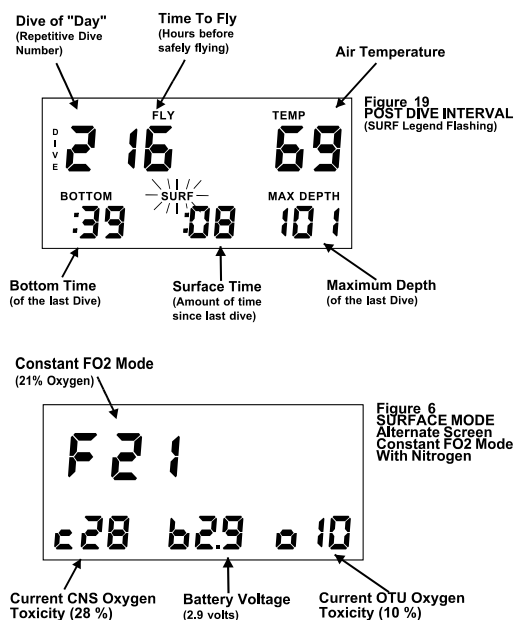 Dive of "Day"
(Repetitive Dive
Number)
Time To Fly
(Hours before
safely flying)
Air Temperature
Figure 19
POST DIVE INTERVAL
(SURF Legend Flashing)
FLY
TEMP
DIVE
2 16 69
BOTTOM
SURF
MAX DEPTH
:39 :08 101
Bottom Time
(of the last Dive)
Surface Time
(Amount of time
since last dive)
Maximum Depth
(of the last Dive)
Constant FO2 Mode
(21% Oxygen)
Figure 6
SURFACE MODE
Alternate Screen
Constant FO2 Mode
With Nitrogen
F21
c28 b2.9 o 10
Current CNS Oxygen
Toxicity (28 %)
Battery Voltage
(2.9 volts)
Current OTU Oxygen
Toxicity (10 %)